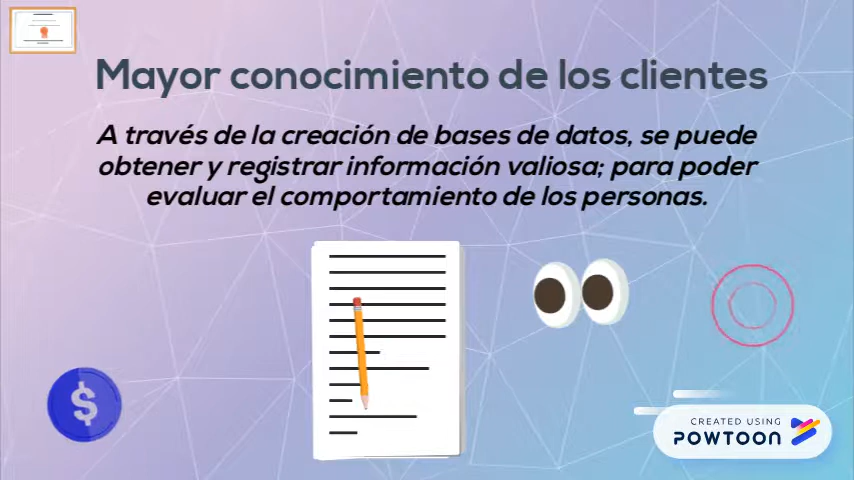 Mayor conocimiento de los clientes
A través de la creación de bases de datos, se puede
obtener y registrar información valiosa; para poder
evaluar el comportamiento de los personas.
$
CREATED USING
POWTOON